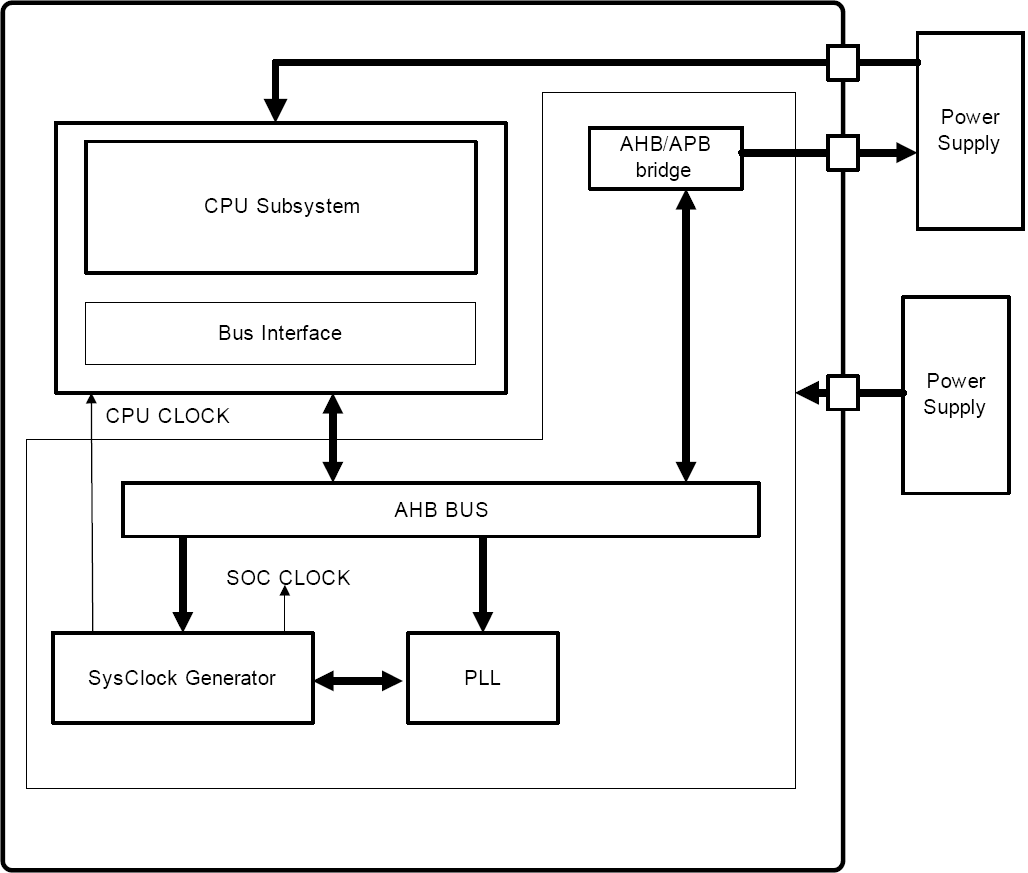 Power
Supply
AHB/APB
bridge
CPU Subsystem
Bus Interface
Power
Supply
CPU CLOCK
AHB BUS
SOC CLOCK
SysClock Generator
PLL